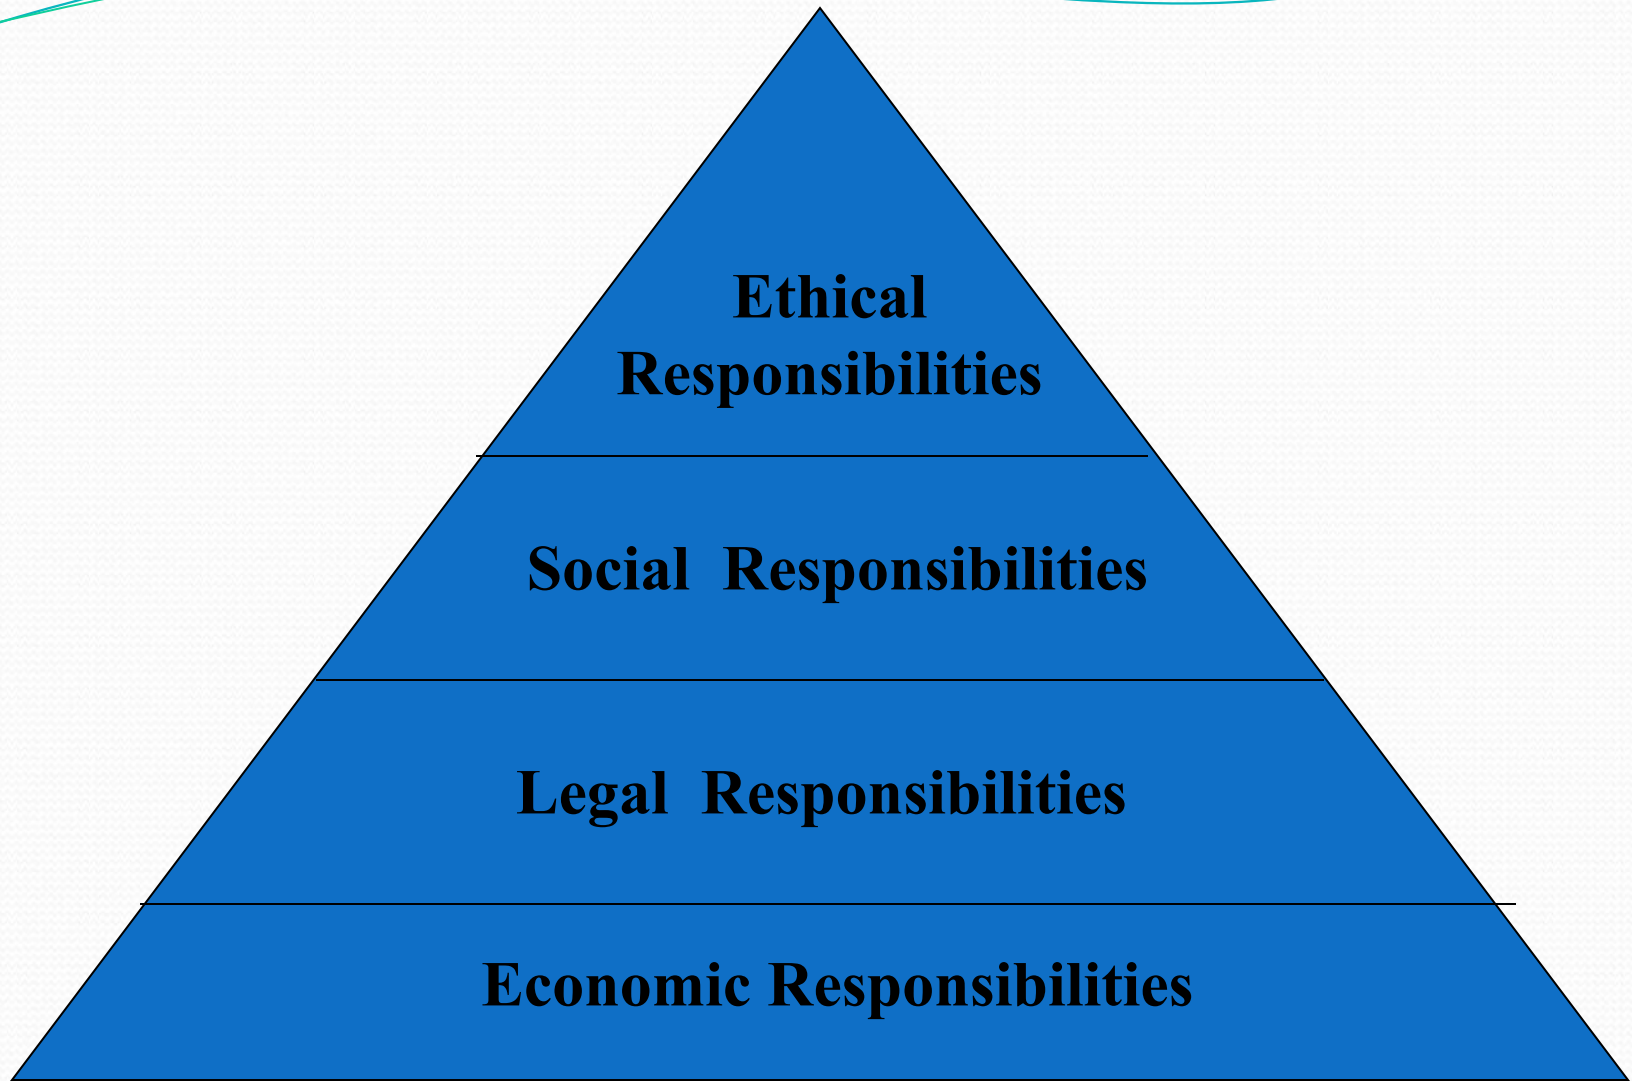 Ethical
Responsibilities
Social  Responsibilities
Legal  Responsibilities
Economic Responsibilities